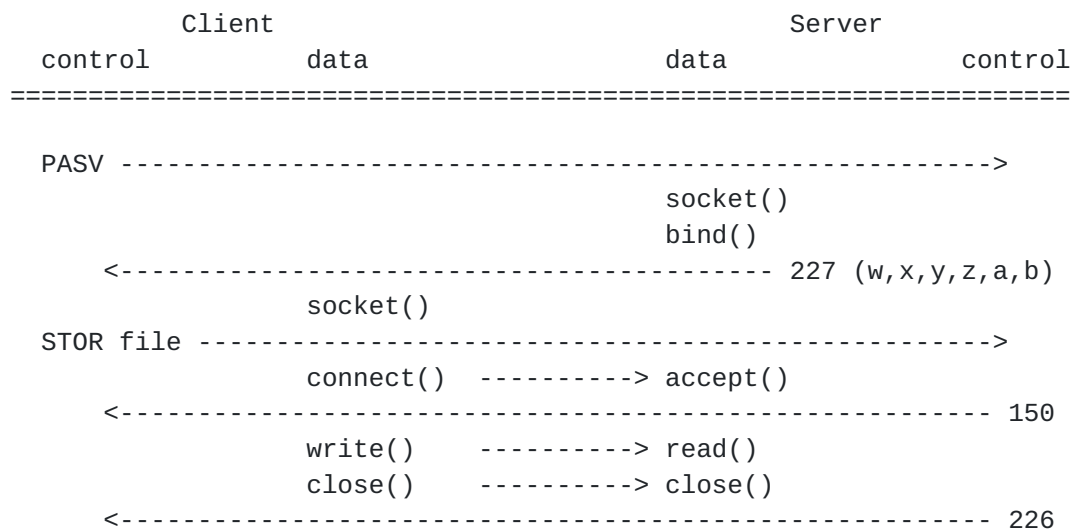 Client Server
control data data control
====================================================================
PASV -------------------------------------------------------->
socket()
bind()
<------------------------------------------ 227 (w,x,y,z,a,b)
socket()
STOR file --------------------------------------------------->
connect() ----------> accept()
<-------------------------------------------------------- 150
write() ----------> read()
close() ----------> close()
<-------------------------------------------------------- 226